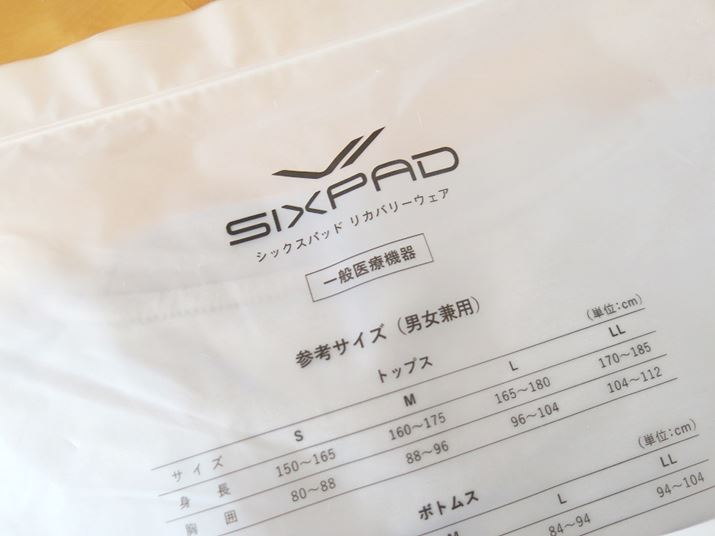 SIXPAD
シックスパッド リカバリーウェア
一般医療機器
参考サイズ（男女兼用）
トップス
（単位:cm）
サイズ S M L LL
身長 150〜165 160〜175 165〜180 170〜185
胸囲 80〜88 88〜96 96〜104 104〜112
ボトムス
（単位:cm）
M L LL
84〜94 94〜104